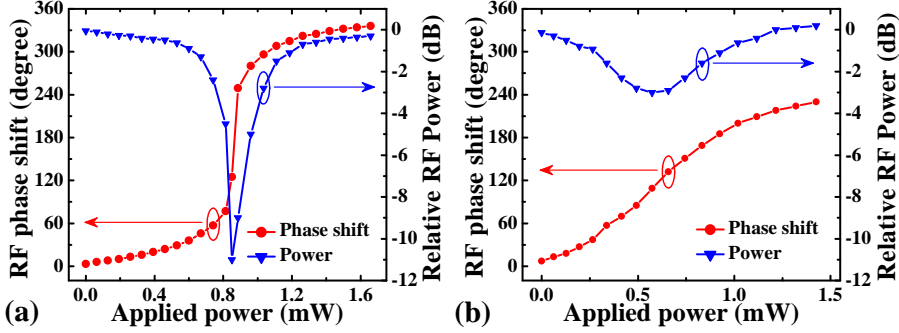 360
300
240
180
120
60
0
RF phase shift (degree)
0
-2
-4
-6
-8
-10
-12
Relative RF Power (dB)
Phase shift
Power
0.0 0.4 0.8 1.2 1.6
Applied power (mW)
(a)
360
300
240
180
120
60
0
RF phase shift (degree)
0
-2
-4
-6
-8
-10
-12
Relative RF Power (dB)
Phase shift
Power
0.0 0.5 1.0 1.5
Applied power (mW)
(b)